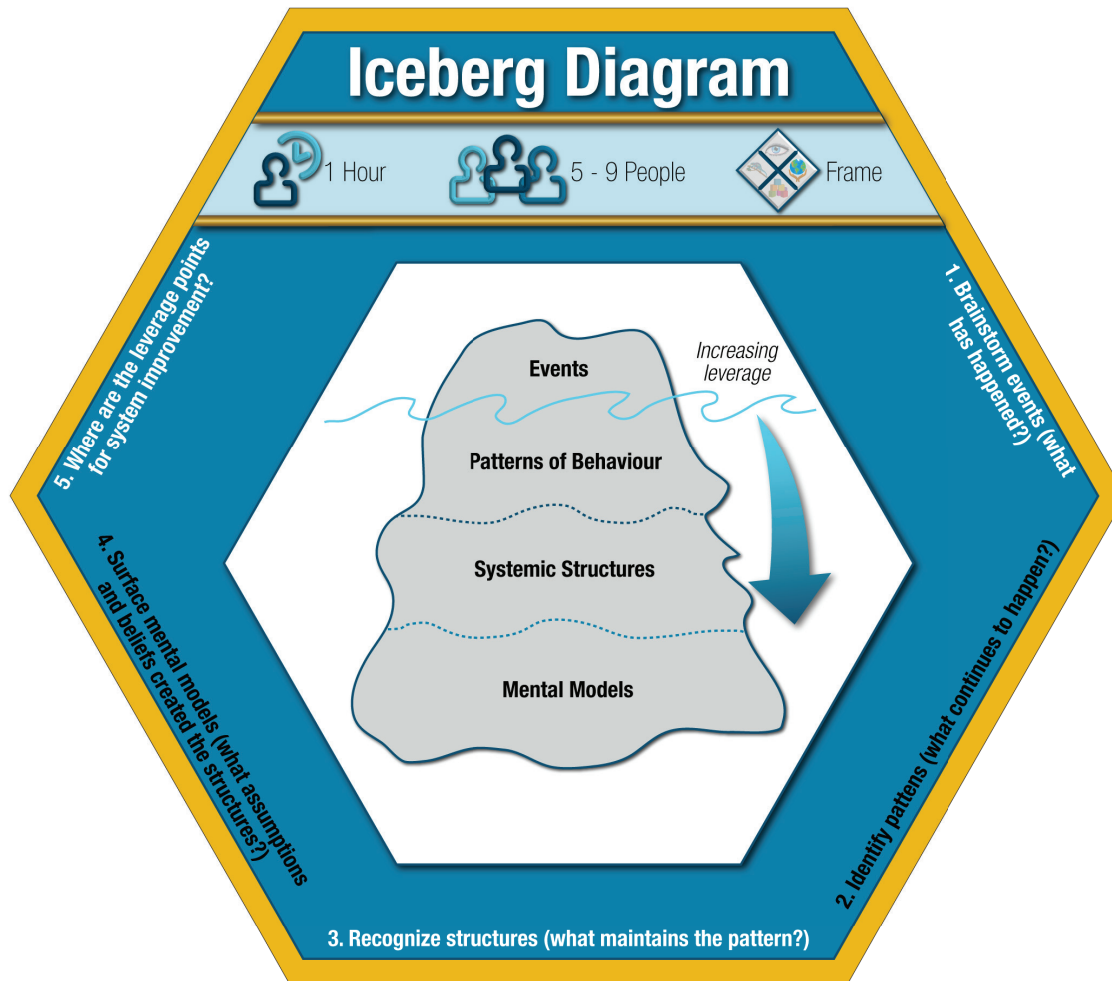 Iceberg Diagram
1 Hour
5 - 9 People
Frame
1. Brainstorm events (what
has happened?)
2. Identify pattens (what continues to happen?)
3. Recognize structures (what maintains the pattern?)
4. Surface mental models (what assumptions
and beliefs created the structures?)
5. Where are the leverage points
for system improvement?
Events
Increasing
leverage
Patterns of Behaviour
Systemic Structures
Mental Models